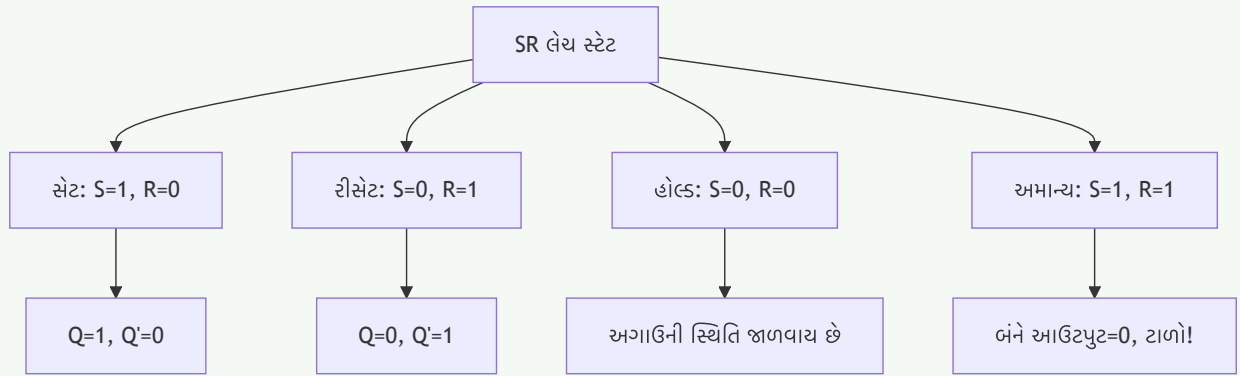 SR લેચ સ્ટેટ
સેટ: S=1, R=0
રીસેટ: S=0, R=1
હોલ્ડ: S=0, R=0
અમાન્ય: S=1, R=1
Q=1, Q'=0
Q=0, Q'=1
અગાઉની સ્થિતિ જાળવાય છે
બંને આઉટપુટ=0, ટાળો!